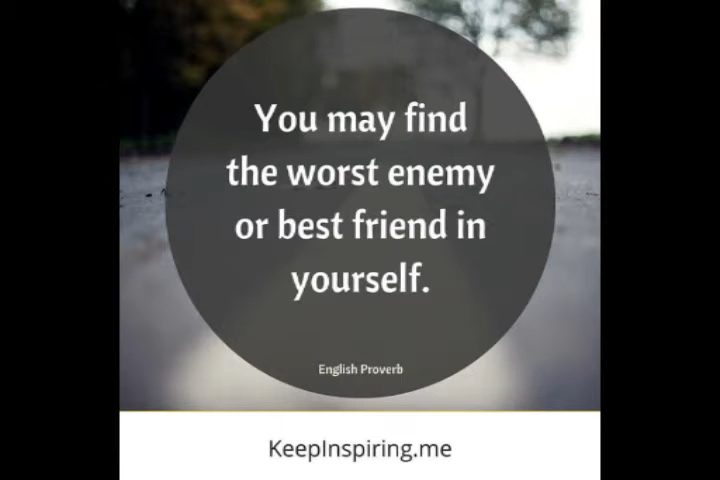 You may find
the worst enemy
or best friend in
yourself.
English Proverb
KeepInspiring.me